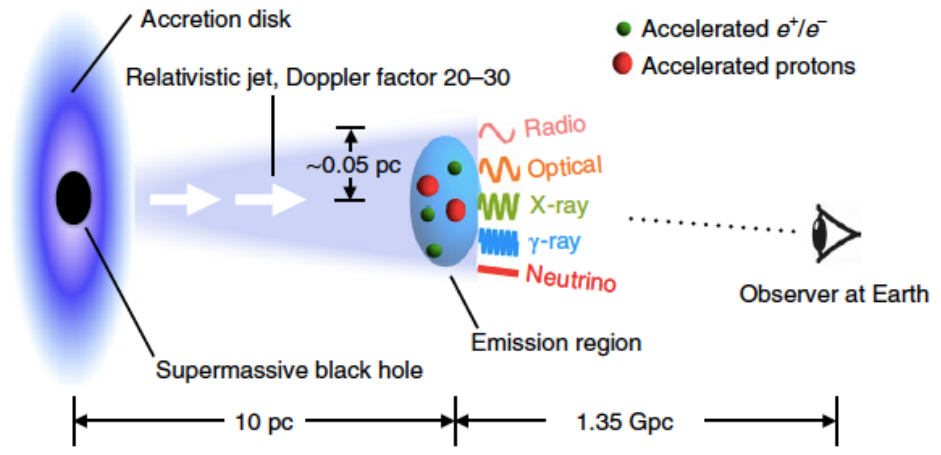 Accretion disk
Accelerated e⁺/e⁻
Accelerated protons
Relativistic jet, Doppler factor 20–30
~0.05 pc
Radio
Optical
X-ray
γ-ray
Neutrino
Observer at Earth
Emission region
Supermassive black hole
10 pc
1.35 Gpc